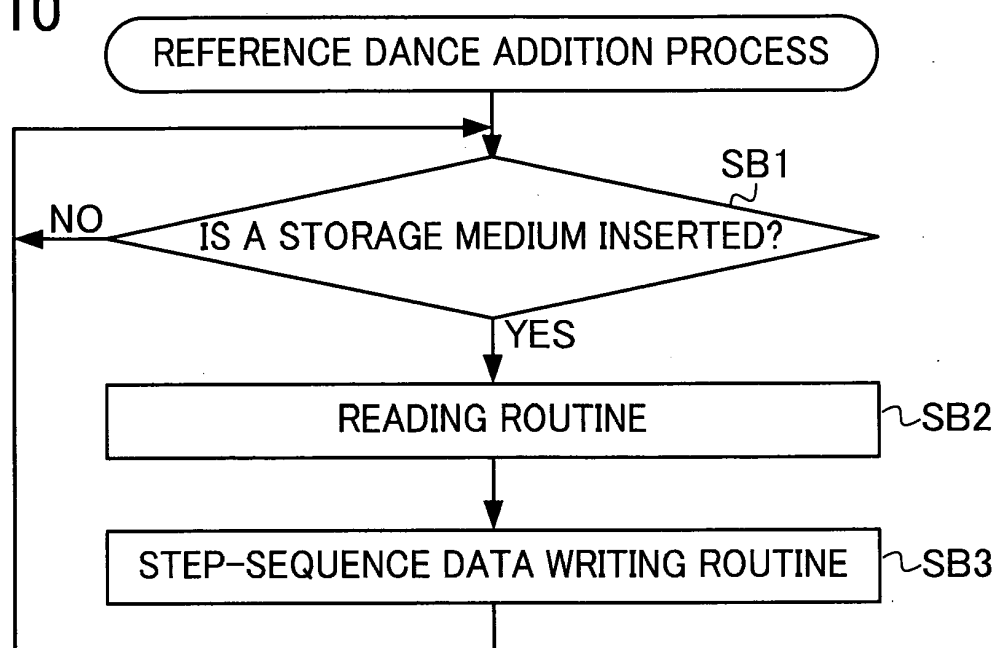 10
REFERENCE DANCE ADDITION PROCESS
SB1
NO
IS A STORAGE MEDIUM INSERTED?
YES
READING ROUTINE
SB2
STEP-SEQUENCE DATA WRITING ROUTINE
SB3